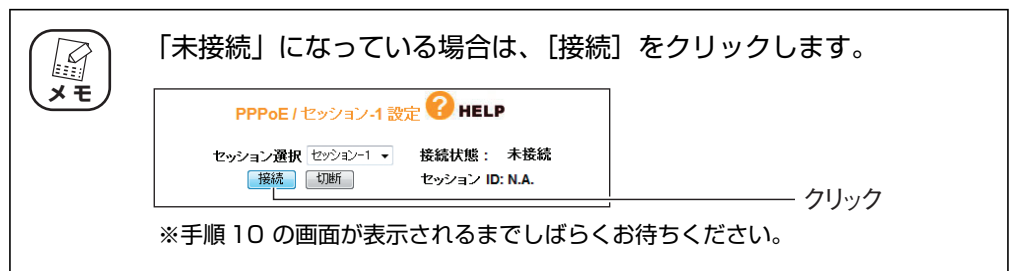 メモ
「未接続」になっている場合は、[接続]をクリックします。
PPPoE / セッション-1 設定 ? HELP
セッション選択 セッション-1 接続状態： 未接続
接続 切断 セッション ID: N.A.
クリック
※手順 10 の画面が表示されるまでしばらくお待ちください。